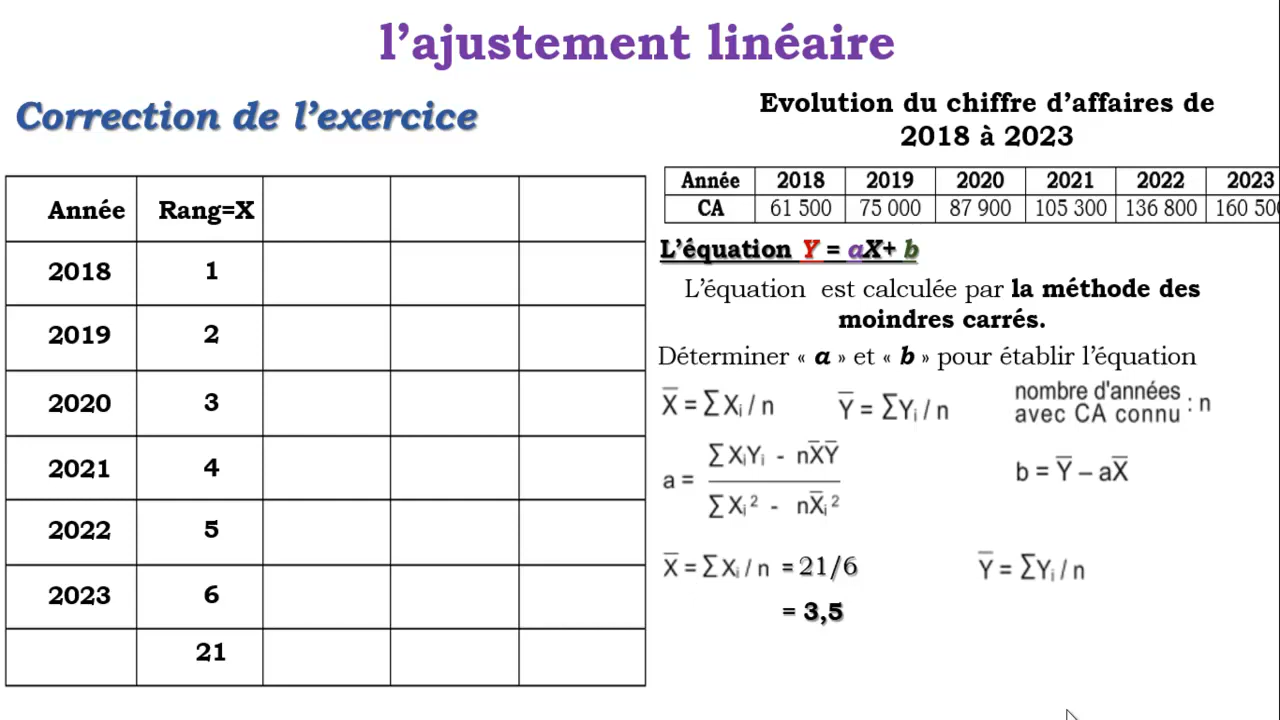 l'ajustement linéaire
Correction de l'exercice
Année Rang=X
2018 1
2019 2
2020 3
2021 4
2022 5
2023 6
21
Evolution du chiffre d'affaires de
2018 à 2023
Année 2018 2019 2020 2021 2022 2023
CA 61 500 75 000 87 900 105 300 136 800
L'équation Y = aX+ b
L'équation est calculée par la méthode des
moindres carrés.
Déterminer « a » et « b » pour établir l'équation
X̅ = ∑Xᵢ / n Y̅ = ∑Yᵢ / n nombre d'années avec CA connu : n
a = (∑XᵢYᵢ - nX̅Y̅) / (∑Xᵢ² - nX̅ᵢ²) b = Y̅ – aX̅
X̅ = ∑Xᵢ / n = 21/6 Y̅ = ∑Yᵢ / n
= 3,5